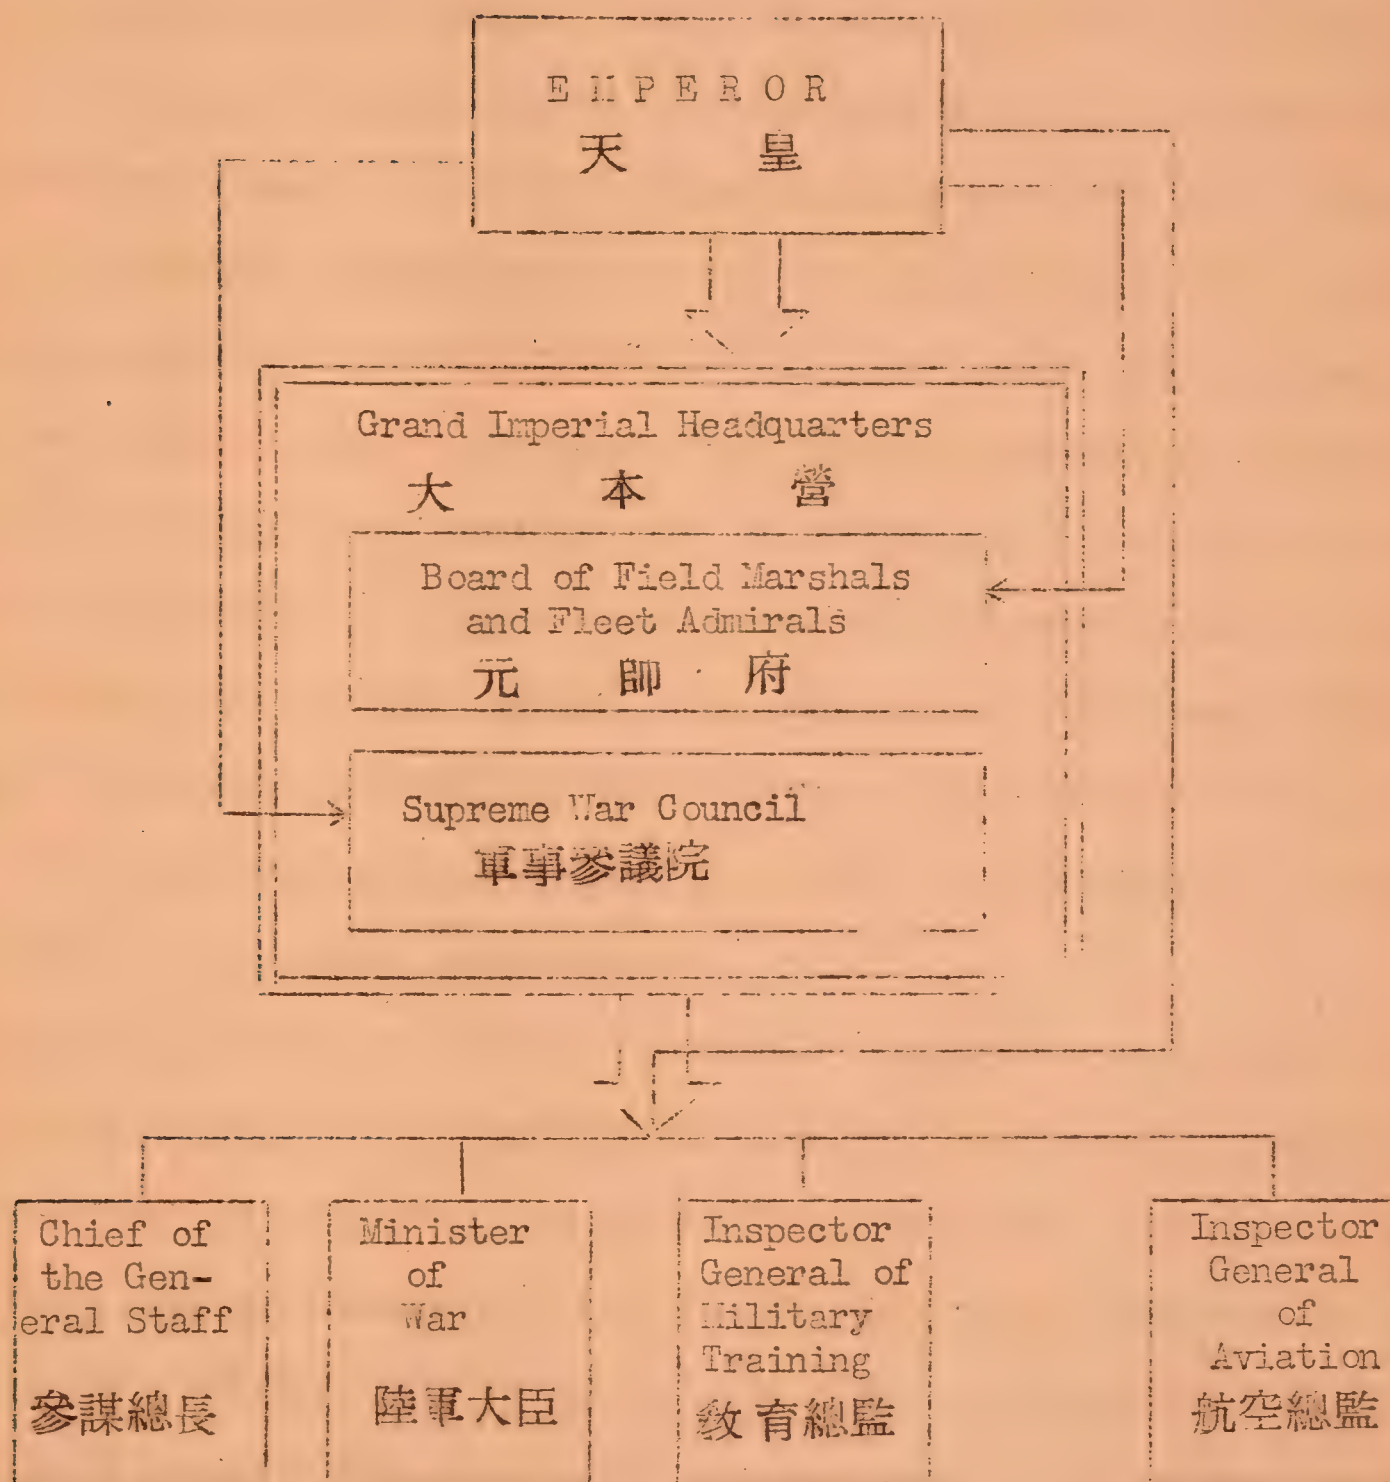 EMPEROR
天皇
Grand Imperial Headquarters
大本營
Board of Field Marshals
and Fleet Admirals
元帥府
Supreme War Council
軍事參議院
Chief of
the Gen-
eral Staff
參謀總長
Minister
of
War
陸軍大臣
Inspector
General of
Military
Training
敎育總監
Inspector
General
of
Aviation
航空總監